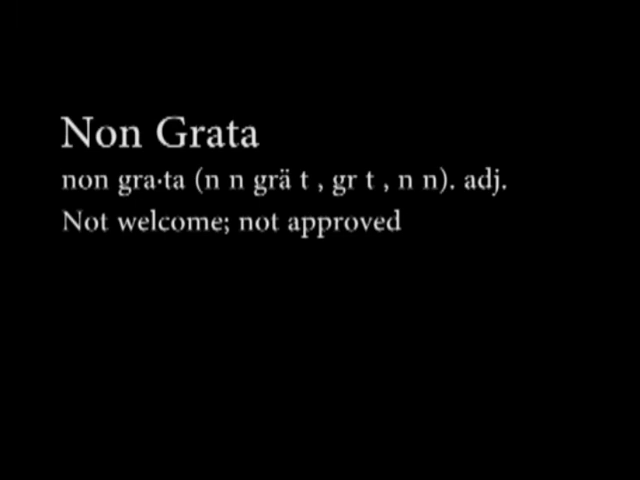 Non Grata
non gra·ta (n n grä t , gr t , n n). adj.
Not welcome; not approved